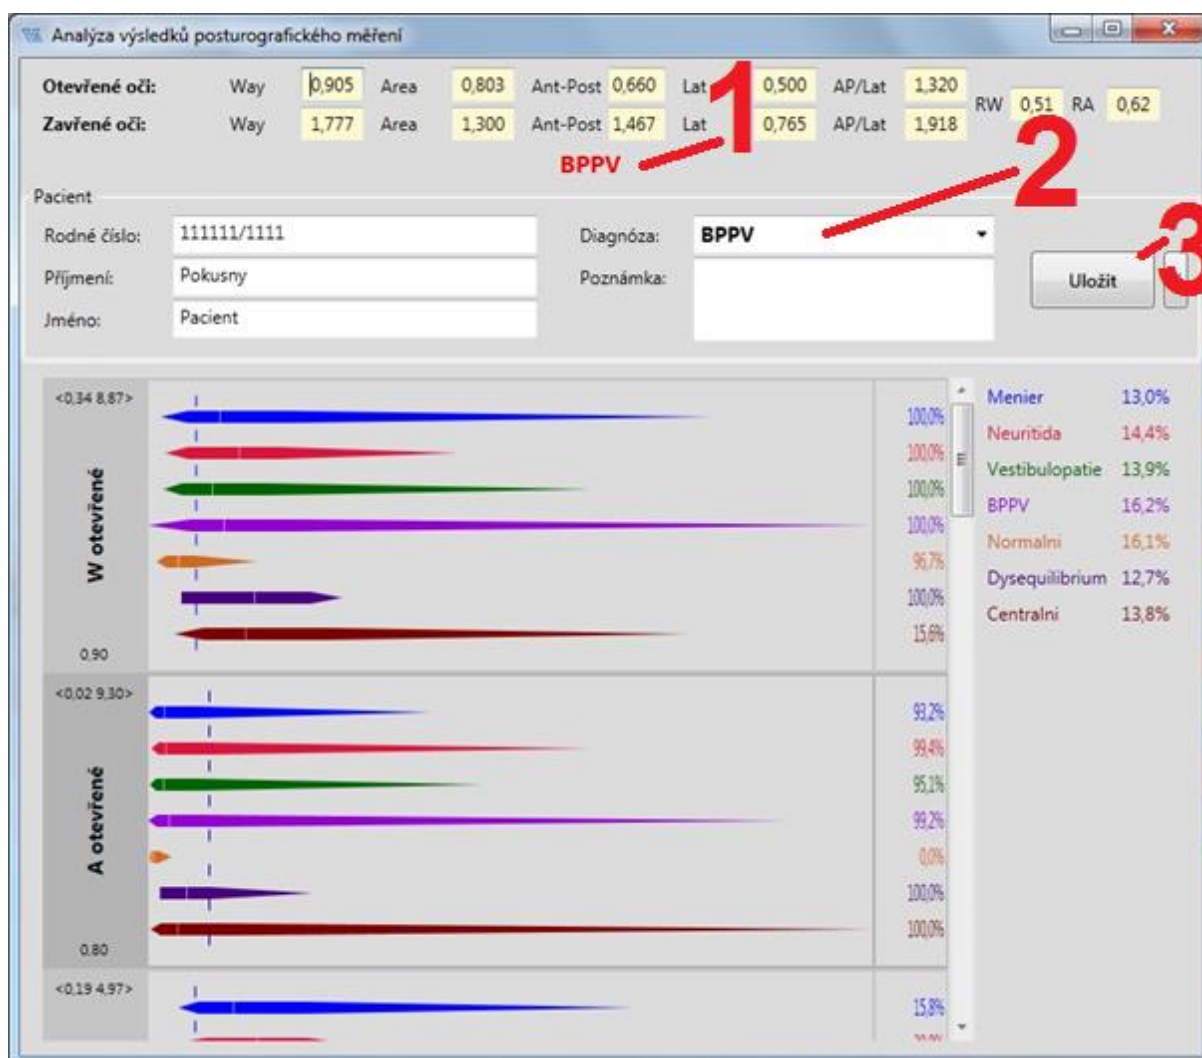 Analýza výsledků posturografického měření
Otevřené oči: Way 0,905 Area 0,803 Ant-Post 0,660 Lat 0,500 AP/Lat 1,320
RW 0,51 RA 0,62
Zavřené oči: Way 1,777 Area 1,300 Ant-Post 1,467 Lat 0,765 AP/Lat 1,918
1
BPPV
2
Pacient
Rodné číslo: 111111/1111 Diagnóza: BPPV
3
Příjmení: Pokusny Poznámka: Uložit
Jméno: Pacient
<0,34 8,87>
W otevřené
0,90
100,0%
100,0%
100,0%
100,0%
96,7%
100,0%
15,6%
Menier 13,0%
Neuritida 14,4%
Vestibulopatie 13,9%
BPPV 16,2%
Normalni 16,1%
Dysequilibrium 12,7%
Centralni 13,8%
<0,02 9,30>
A otevřené
0,80
93,2%
99,4%
95,1%
99,2%
0,0%
100,0%
100,0%
<0,19 4,97>
15,8%